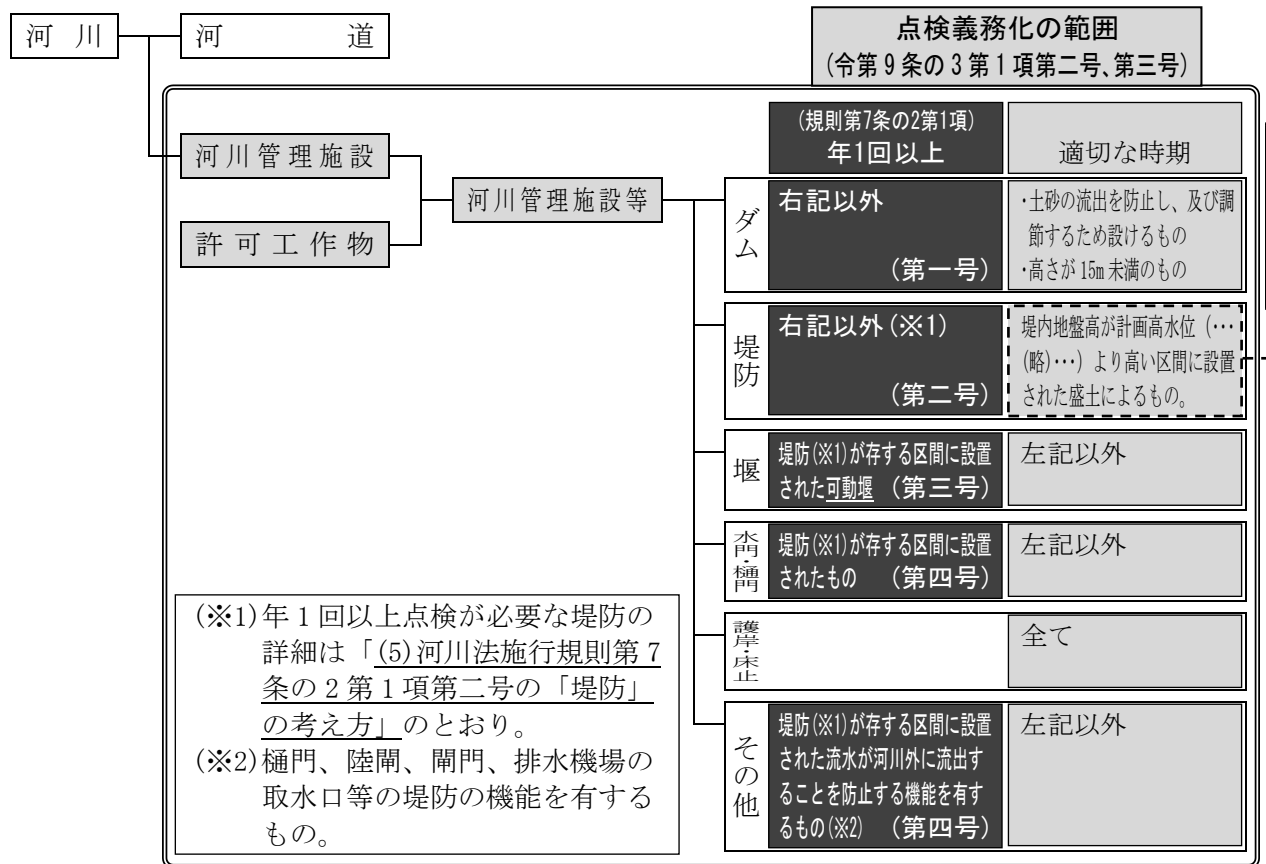 河川
河道
点検義務化の範囲
(令第9条の3第1項第二号、第三号)
河川管理施設
許可工作物
河川管理施設等
(規則第7条の2第1項)
年1回以上
適切な時期
ダム
右記以外
(第一号)
・土砂の流出を防止し、及び調
節するため設けるもの
・高さが15m未満のもの
堤防
右記以外(※1)
(第二号)
堤内地盤高が計画高水位(・・・
(略)・・・)より高い区間に設置
された盛土によるもの。
堰
堤防(※1)が存する区間に設置
された可動堰 (第三号)
左記以外
水門・樋門
堤防(※1)が存する区間に設置
されたもの (第四号)
左記以外
護岸・床止
全て
その他
堤防(※1)が存する区間に設置
された流水が河川外に流出す
ることを防止する機能を有す
るもの(※2) (第四号)
左記以外
(※1)年1回以上点検が必要な堤防の
詳細は「(5)河川法施行規則第7
条の2第1項第二号の「堤防」
の考え方」のとおり。
(※2)樋門、陸閘、閘門、排水機場の
取水口等の堤防の機能を有する
もの。